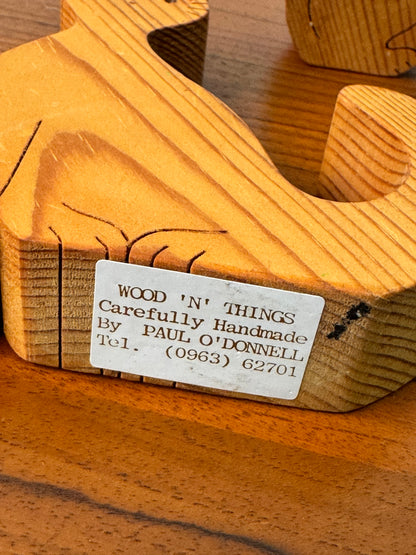 WOOD 'N' THINGS
Carefully Handmade
By PAUL O'DONNELL
Tel. (0963) 62701